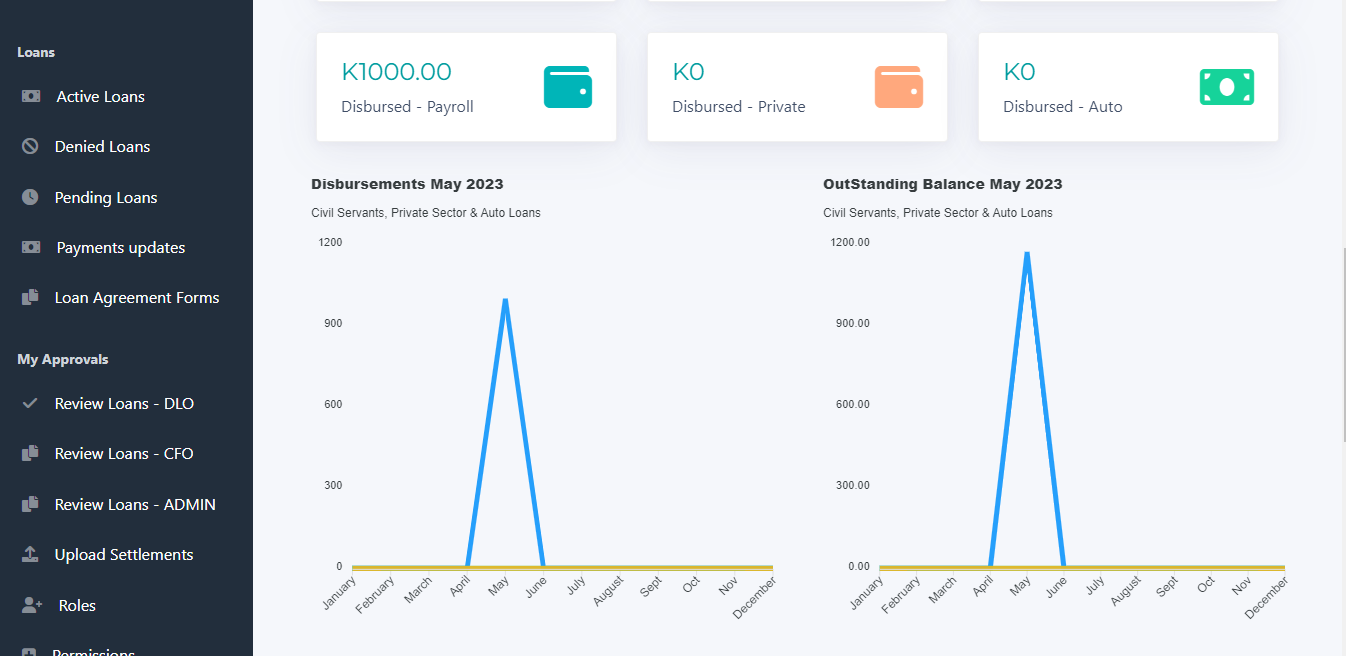 Loans
Active Loans
Denied Loans
Pending Loans
Payments updates
Loan Agreement Forms
My Approvals
Review Loans - DLO
Review Loans - CFO
Review Loans - ADMIN
Upload Settlements
Roles
Permissions
K1000.00
Disbursed - Payroll
K0
Disbursed - Private
K0
Disbursed - Auto
Disbursements May 2023
Civil Servants, Private Sector & Auto Loans
1200
900
600
300
0
January
February
March
April
May
June
July
August
Sept
Oct
Nov
December
OutStanding Balance May 2023
Civil Servants, Private Sector & Auto Loans
1200.00
900.00
600.00
300.00
0.00
January
February
March
April
May
June
July
August
Sept
Oct
Nov
December